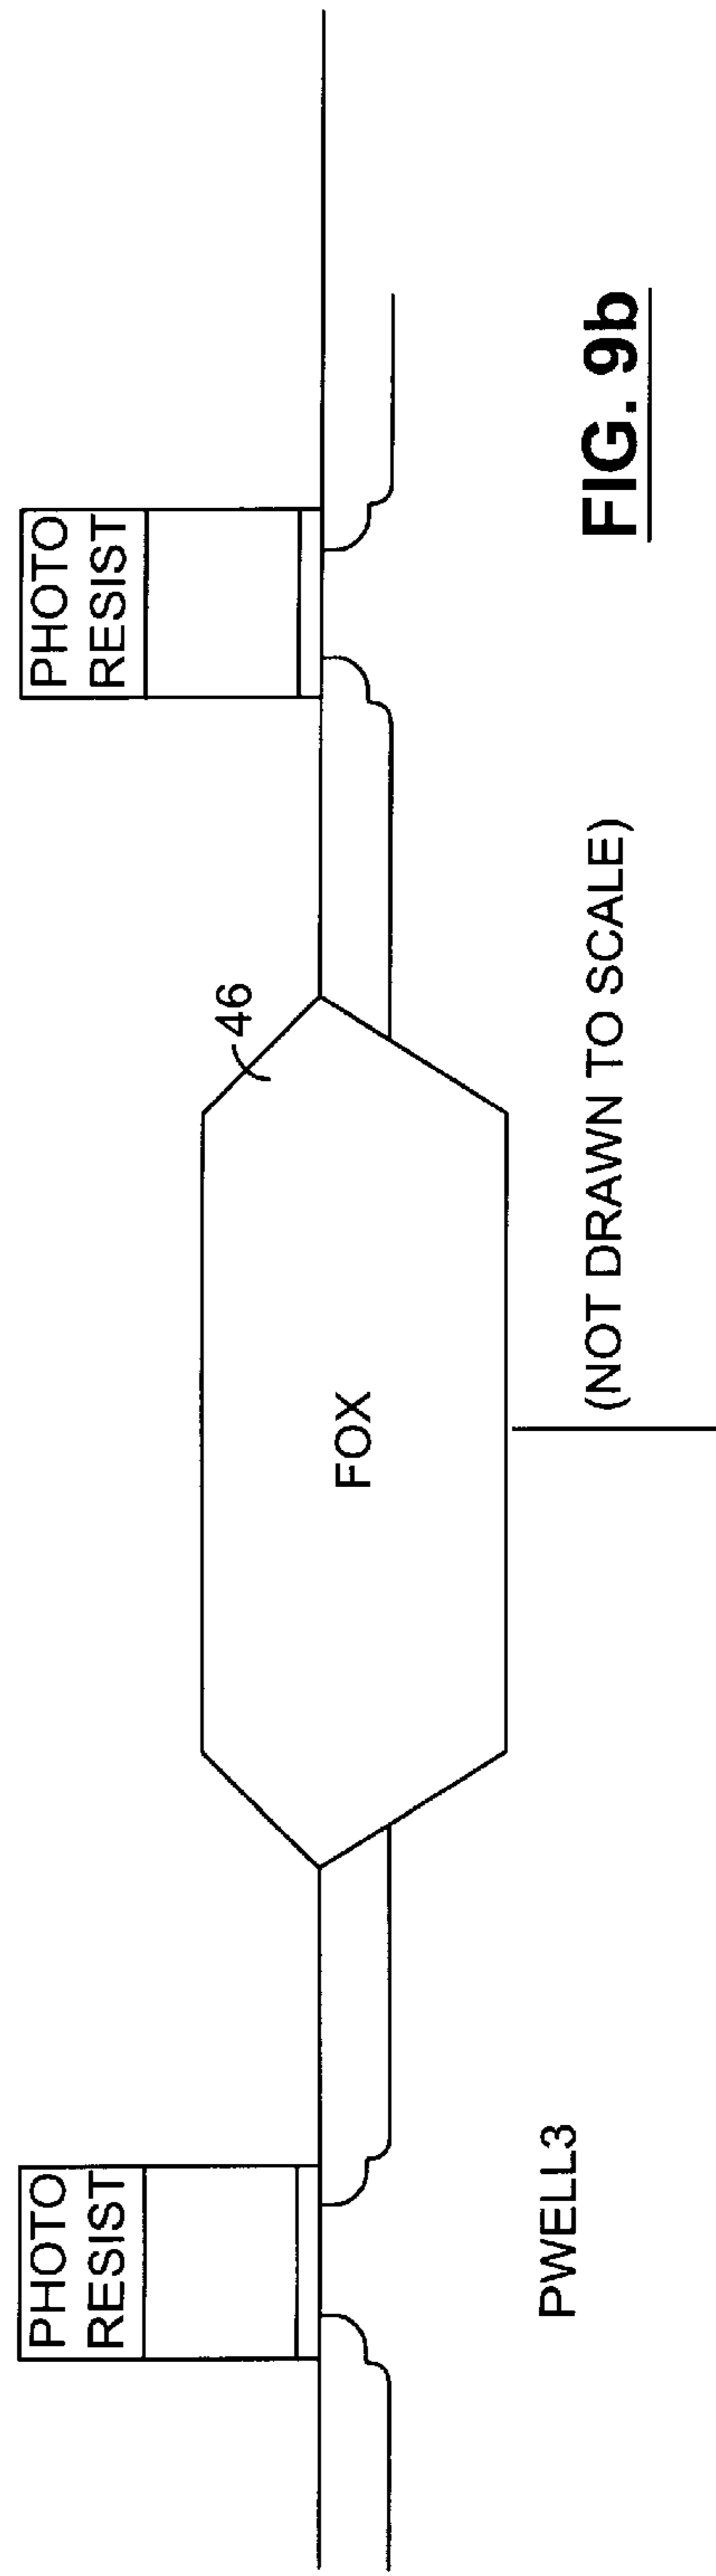 PHOTO
RESIST
PHOTO
RESIST
46
FOX
PWELL3
(NOT DRAWN TO SCALE)
FIG. 9b